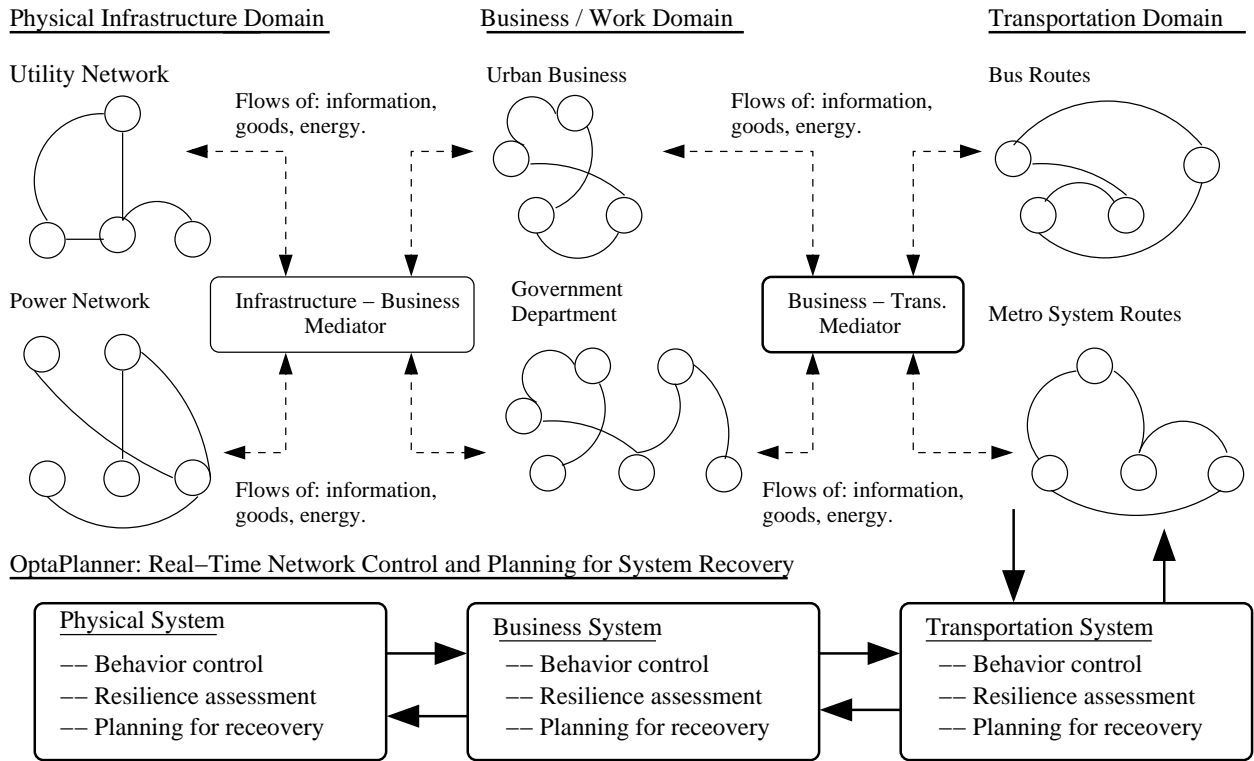 Physical Infrastructure Domain
Business / Work Domain
Transportation Domain
Utility Network
Urban Business
Bus Routes
Flows of: information,
goods, energy.
Flows of: information,
goods, energy.
Power Network
Infrastructure – Business
Mediator
Government
Department
Business – Trans.
Mediator
Metro System Routes
Flows of: information,
goods, energy.
Flows of: information,
goods, energy.
OptaPlanner: Real–Time Network Control and Planning for System Recovery
Physical System
–– Behavior control
–– Resilience assessment
–– Planning for receovery
Business System
–– Behavior control
–– Resilience assessment
–– Planning for receovery
Transportation System
–– Behavior control
–– Resilience assessment
–– Planning for receovery